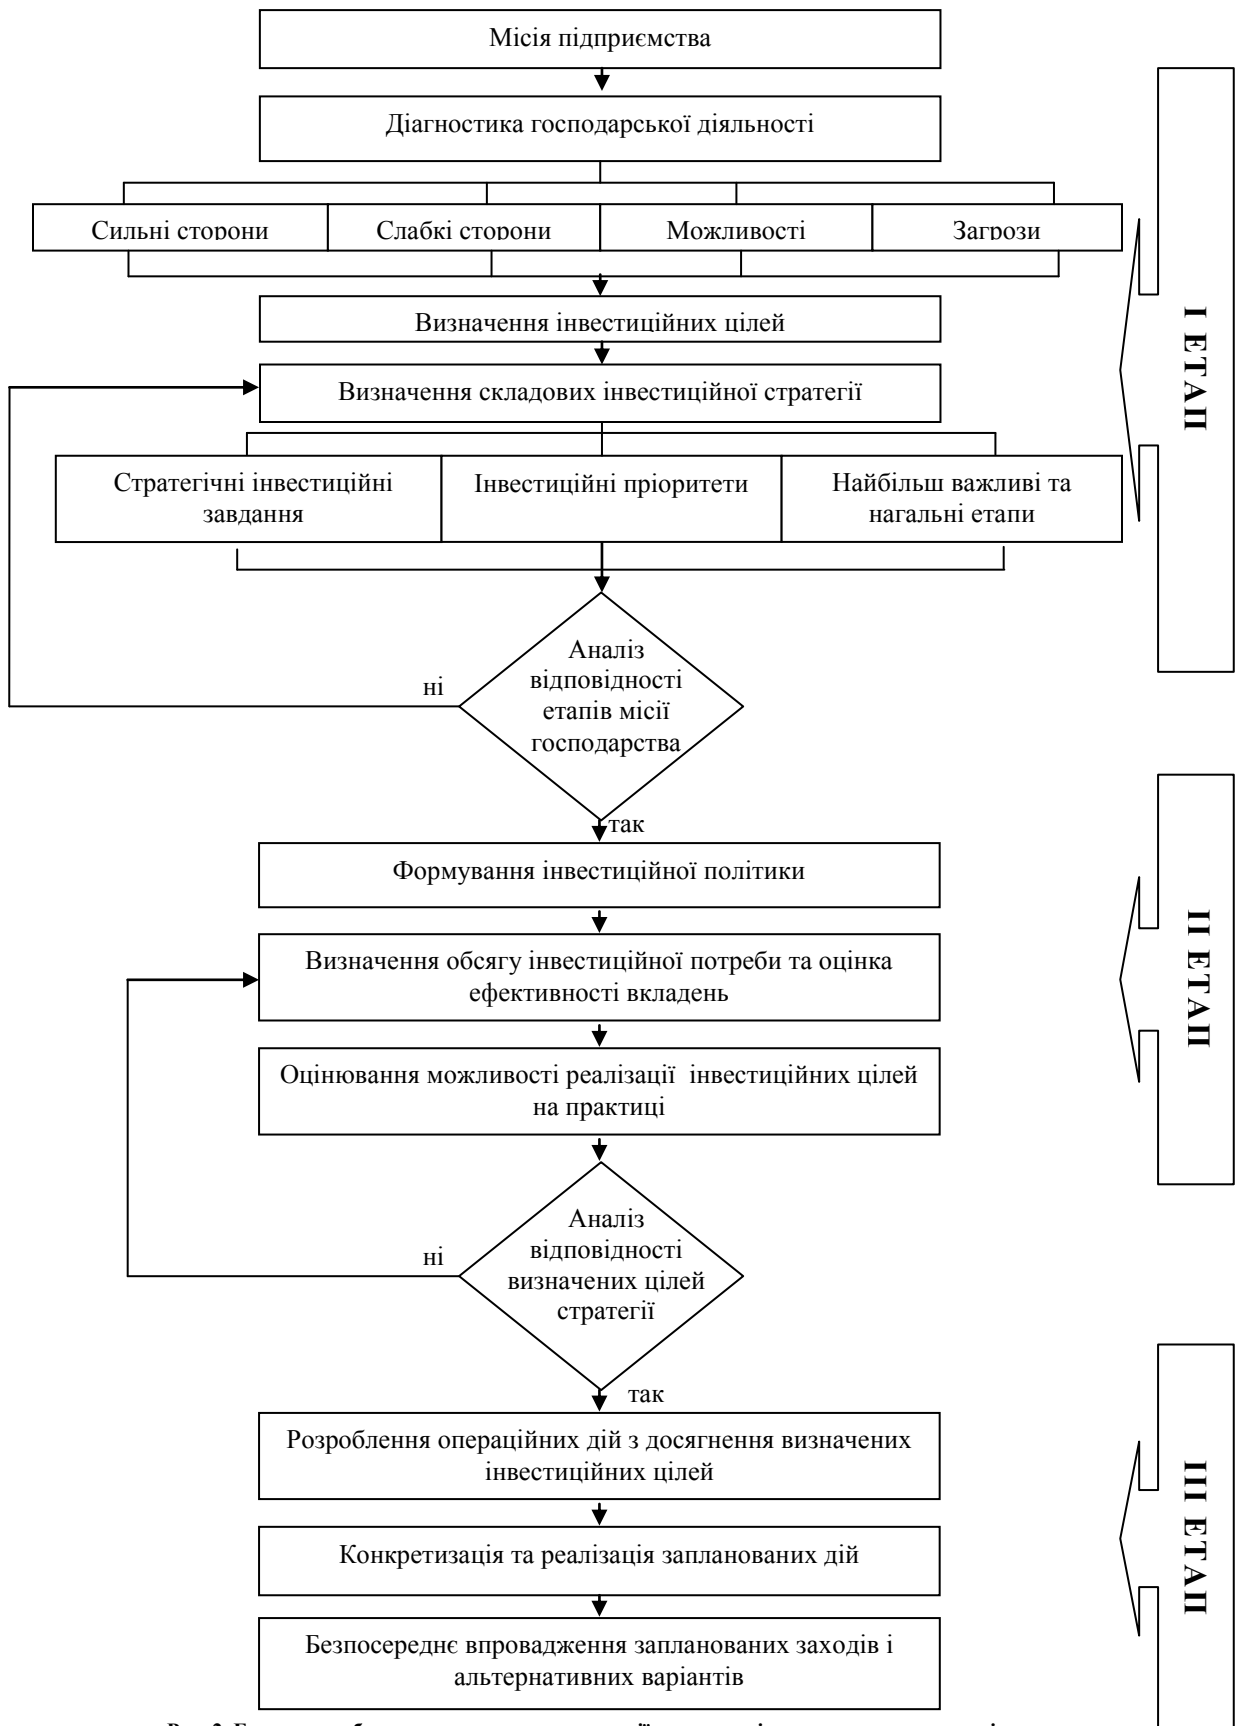 Місія підприємства
Діагностика господарської діяльності
Сильні сторони
Слабкі сторони
Можливості
Загрози
Визначення інвестиційних цілей
Визначення складових інвестиційної стратегії
Стратегічні інвестиційні
завдання
Інвестиційні пріоритети
Найбільш важливі та
нагальні етапи
І ЕТАП
Аналіз
відповідності
етапів місії
господарства
ні
так
Формування інвестиційної політики
Визначення обсягу інвестиційної потреби та оцінка
ефективності вкладень
Оцінювання можливості реалізації інвестиційних цілей
на практиці
ІІ ЕТАП
Аналіз
відповідності
визначених цілей
стратегії
ні
так
Розроблення операційних дій з досягнення визначених
інвестиційних цілей
Конкретизація та реалізація запланованих дій
Безпосереднє впровадження запланованих заходів і
альтернативних варіантів
ІІІ ЕТАП